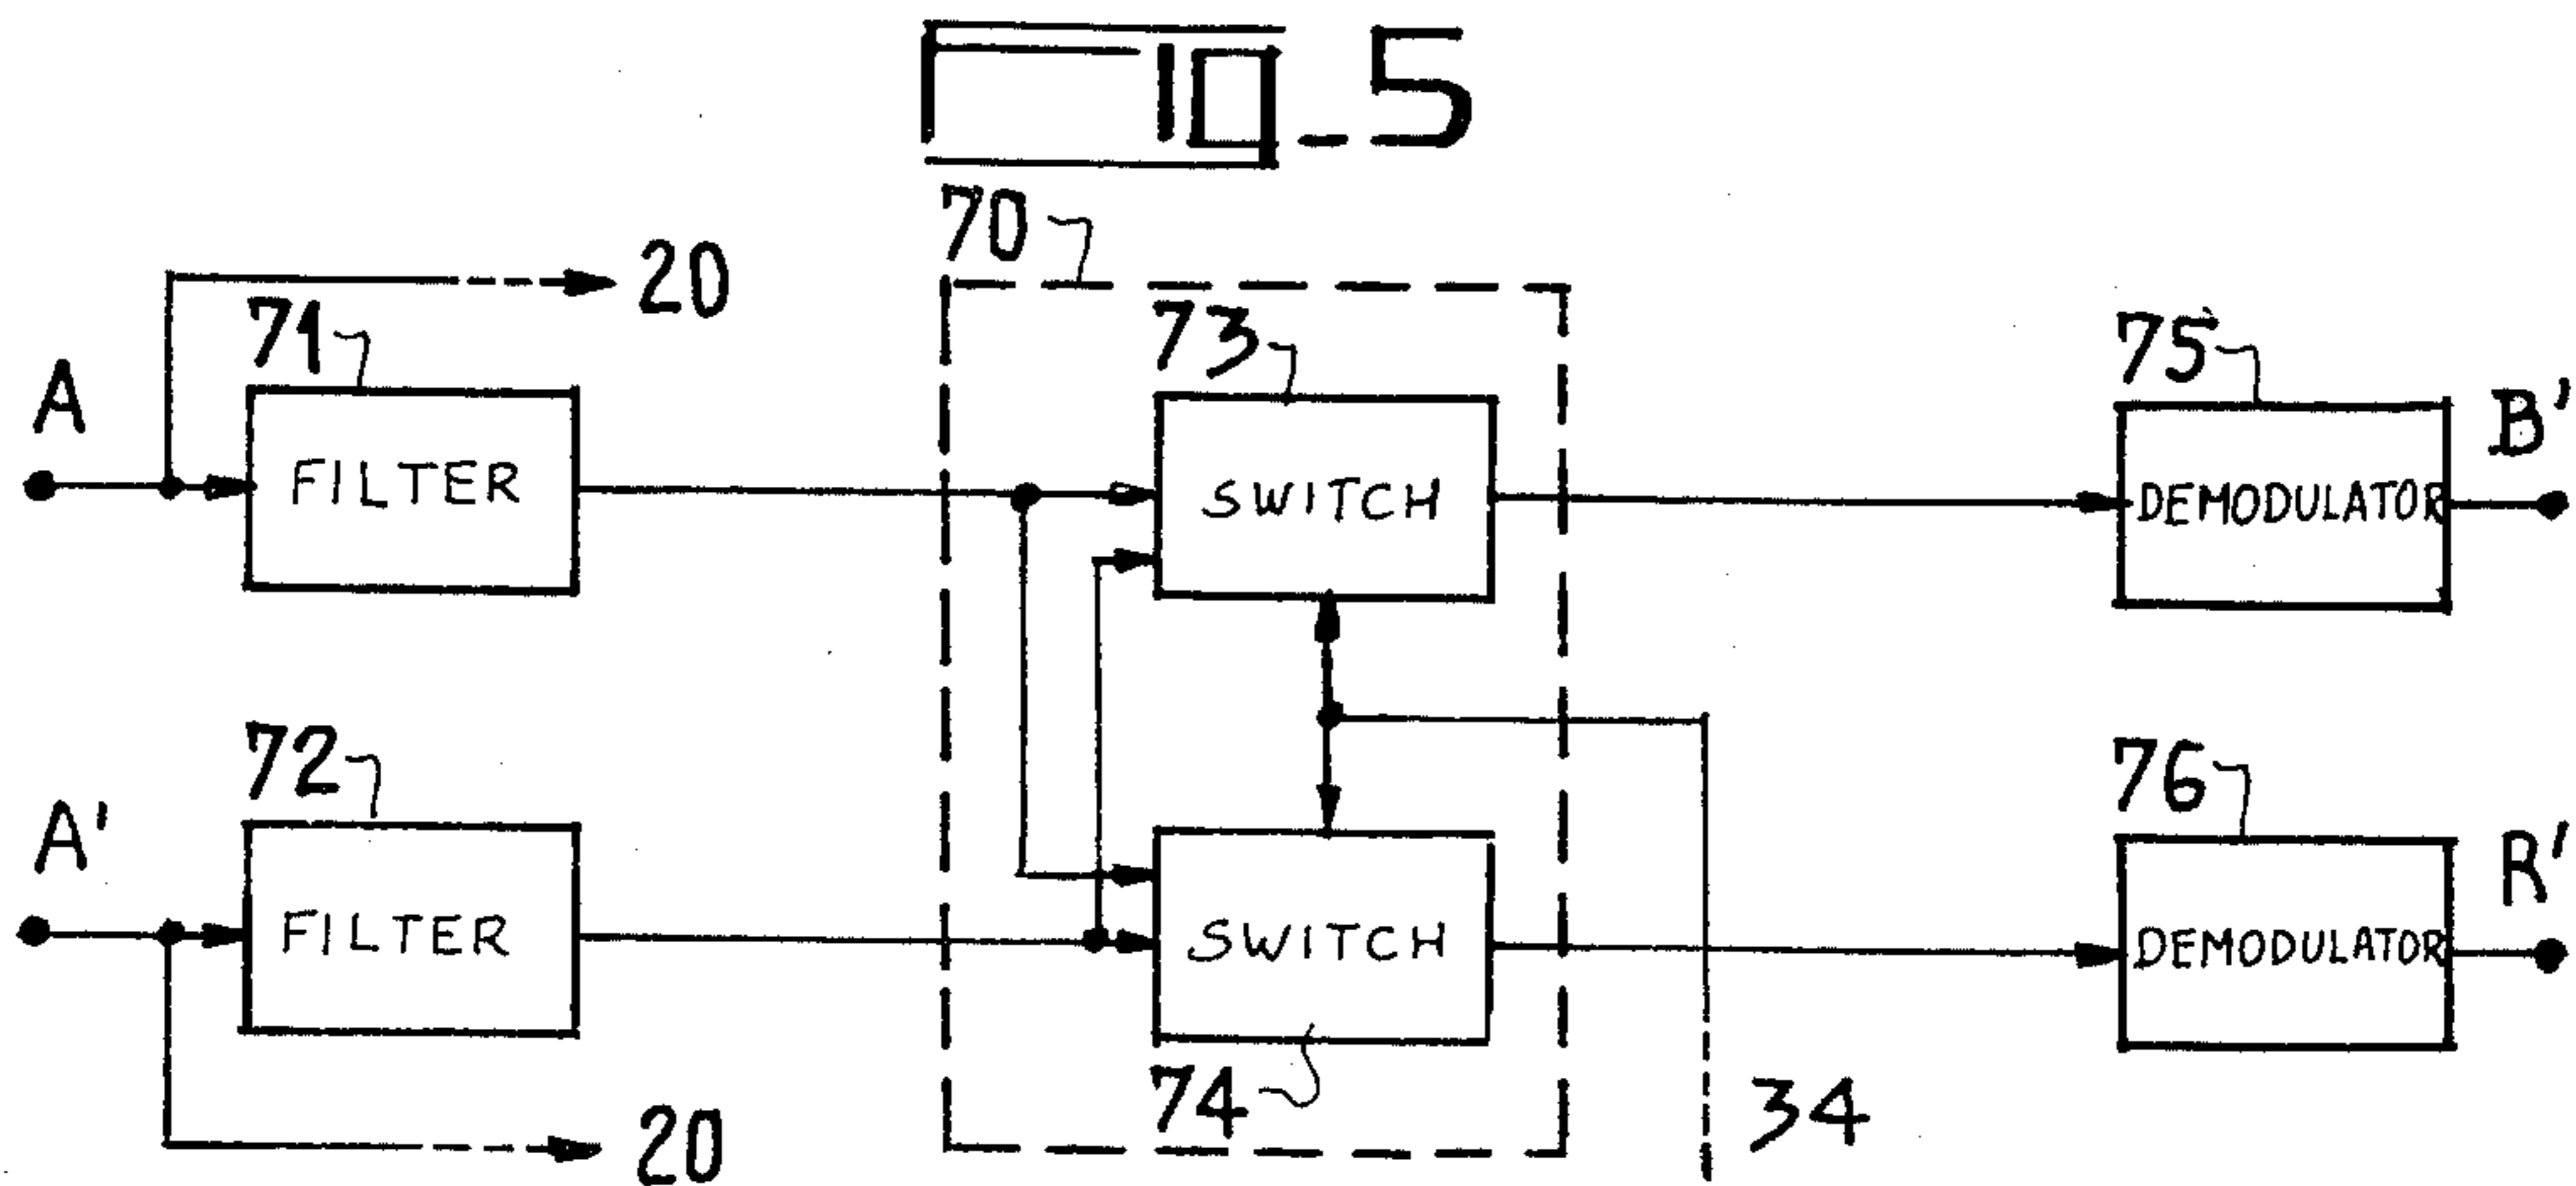 FIG_5
70
20
71
73
75
A
FILTER
SWITCH
DEMODULATOR
B'
72
76
A'
FILTER
SWITCH
DEMODULATOR
R'
74
34
20